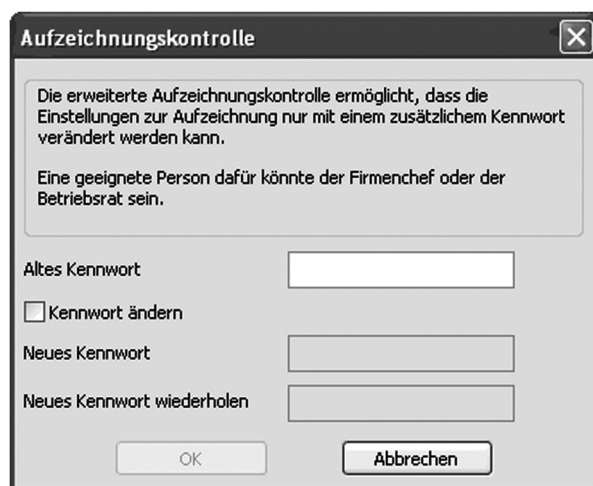 Aufzeichnungskontrolle
Die erweiterte Aufzeichnungskontrolle ermöglicht, dass die
Einstellungen zur Aufzeichnung nur mit einem zusätzlichem Kennwort
verändert werden kann.
Eine geeignete Person dafür könnte der Firmenchef oder der
Betriebsrat sein.
Altes Kennwort
Kennwort ändern
Neues Kennwort
Neues Kennwort wiederholen
OK Abbrechen